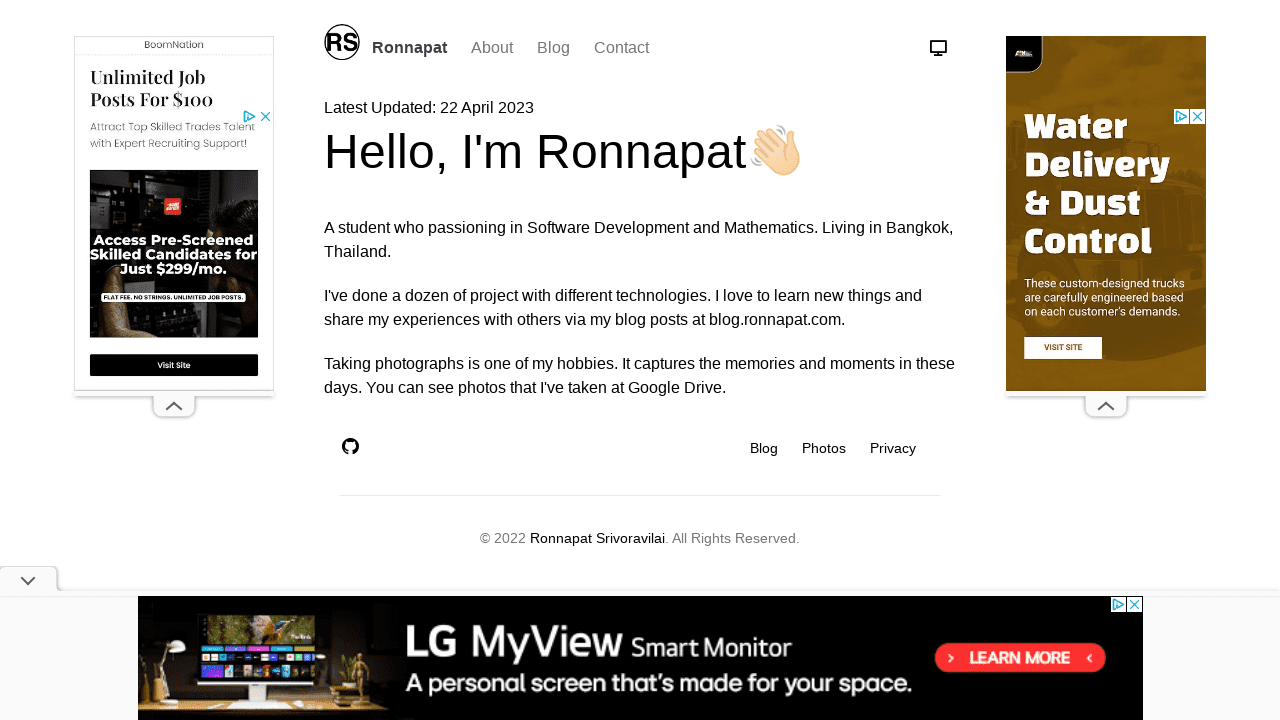 RS
Ronnapat About Blog Contact
BoomNation
Unlimited Job
Posts For $100
Attract Top Skilled Trades Talent
with Expert Recruiting Support!
Access Pre-Screened
Skilled Candidates for
Just $299/mo.
FLAT FEE. NO STRINGS. UNLIMITED JOB POSTS.
Visit Site
Latest Updated: 22 April 2023
Hello, I'm Ronnapat👋🏼
A student who passioning in Software Development and Mathematics. Living in Bangkok,
Thailand.
I've done a dozen of project with different technologies. I love to learn new things and
share my experiences with others via my blog posts at blog.ronnapat.com.
Taking photographs is one of my hobbies. It captures the memories and moments in these
days. You can see photos that I've taken at Google Drive.
Blog Photos Privacy
© 2022 Ronnapat Srivoravilai. All Rights Reserved.
Water
Delivery
& Dust
Control
These custom-designed trucks
are carefully engineered based
on each customer's demands.
VISIT SITE
LG MyView Smart Monitor
A personal screen that's made for your space.
LEARN MORE